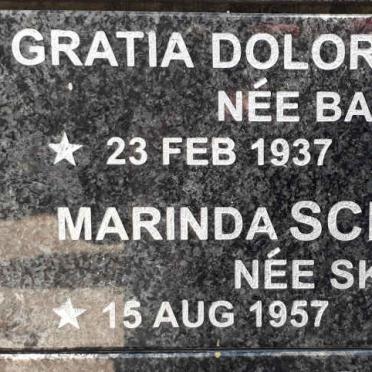 GRATIA DOLOR
NÉE BA
★ 23 FEB 1937
MARINDA SC
NÉE SK
★ 15 AUG 1957